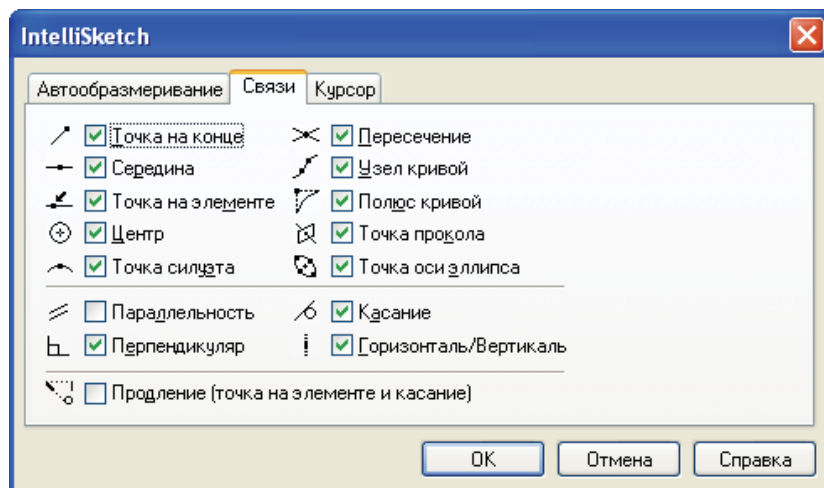 IntelliSketch
Автообразмеривание Связи Курсор
Точка на конце Пересечение
Середина Узел кривой
Точка на элементе Полюс кривой
Центр Точка прокола
Точка силуэта Точка оси эллипса
Параллельность Касание
Перпендикуляр Горизонталь/Вертикаль
Продление (точка на элементе и касание)
OK Отмена Справка